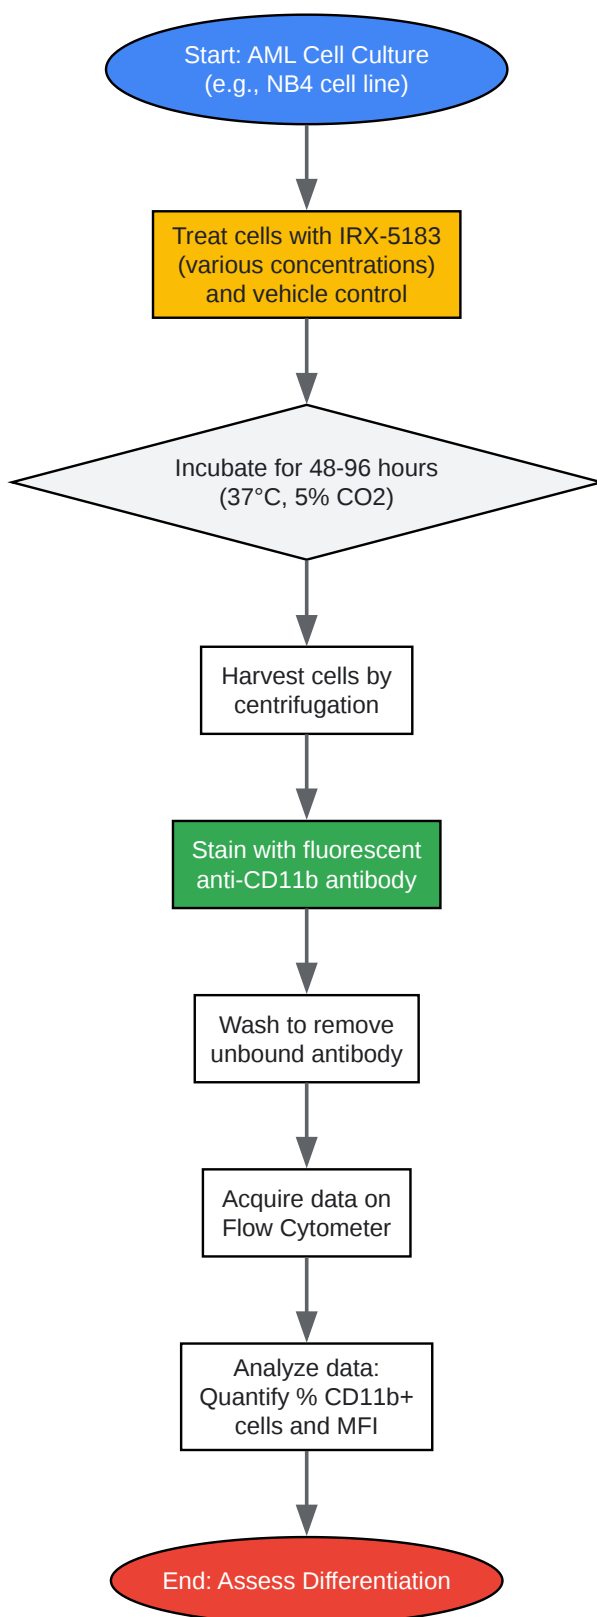 Start: AML Cell Culture
(e.g., NB4 cell line)
Treat cells with IRX-5183
(various concentrations)
and vehicle control
Incubate for 48-96 hours
(37°C, 5% CO2)
Harvest cells by
centrifugation
Stain with fluorescent
anti-CD11b antibody
Wash to remove
unbound antibody
Acquire data on
Flow Cytometer
Analyze data:
Quantify % CD11b+
cells and MFI
End: Assess Differentiation